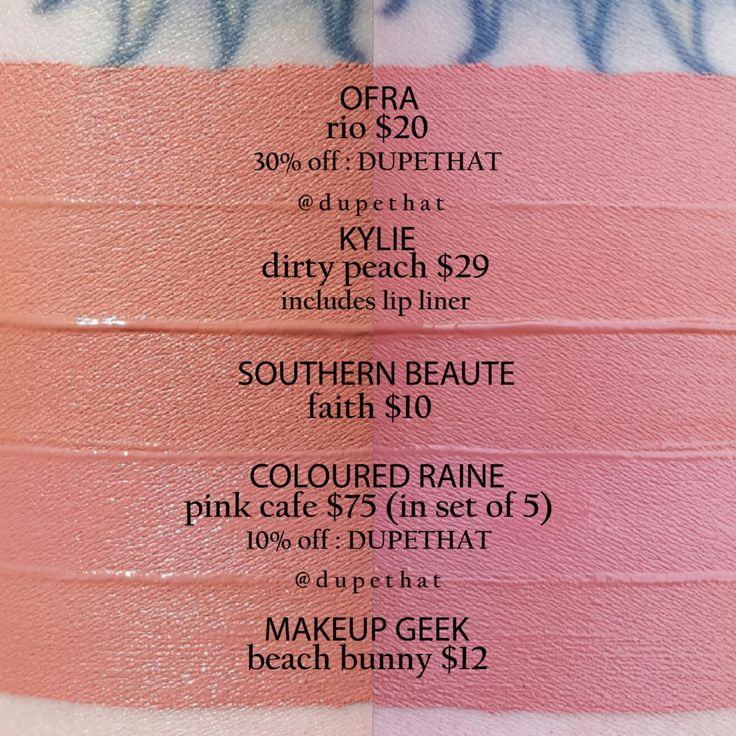 OFRA
rio $20
30% off : DUPETHAT
@dupethat
KYLIE
dirty peach $29
includes lip liner
SOUTHERN BEAUTE
faith $10
COLOURED RAINE
pink cafe $75 (in set of 5)
10% off : DUPETHAT
@dupethat
MAKEUP GEEK
beach bunny $12